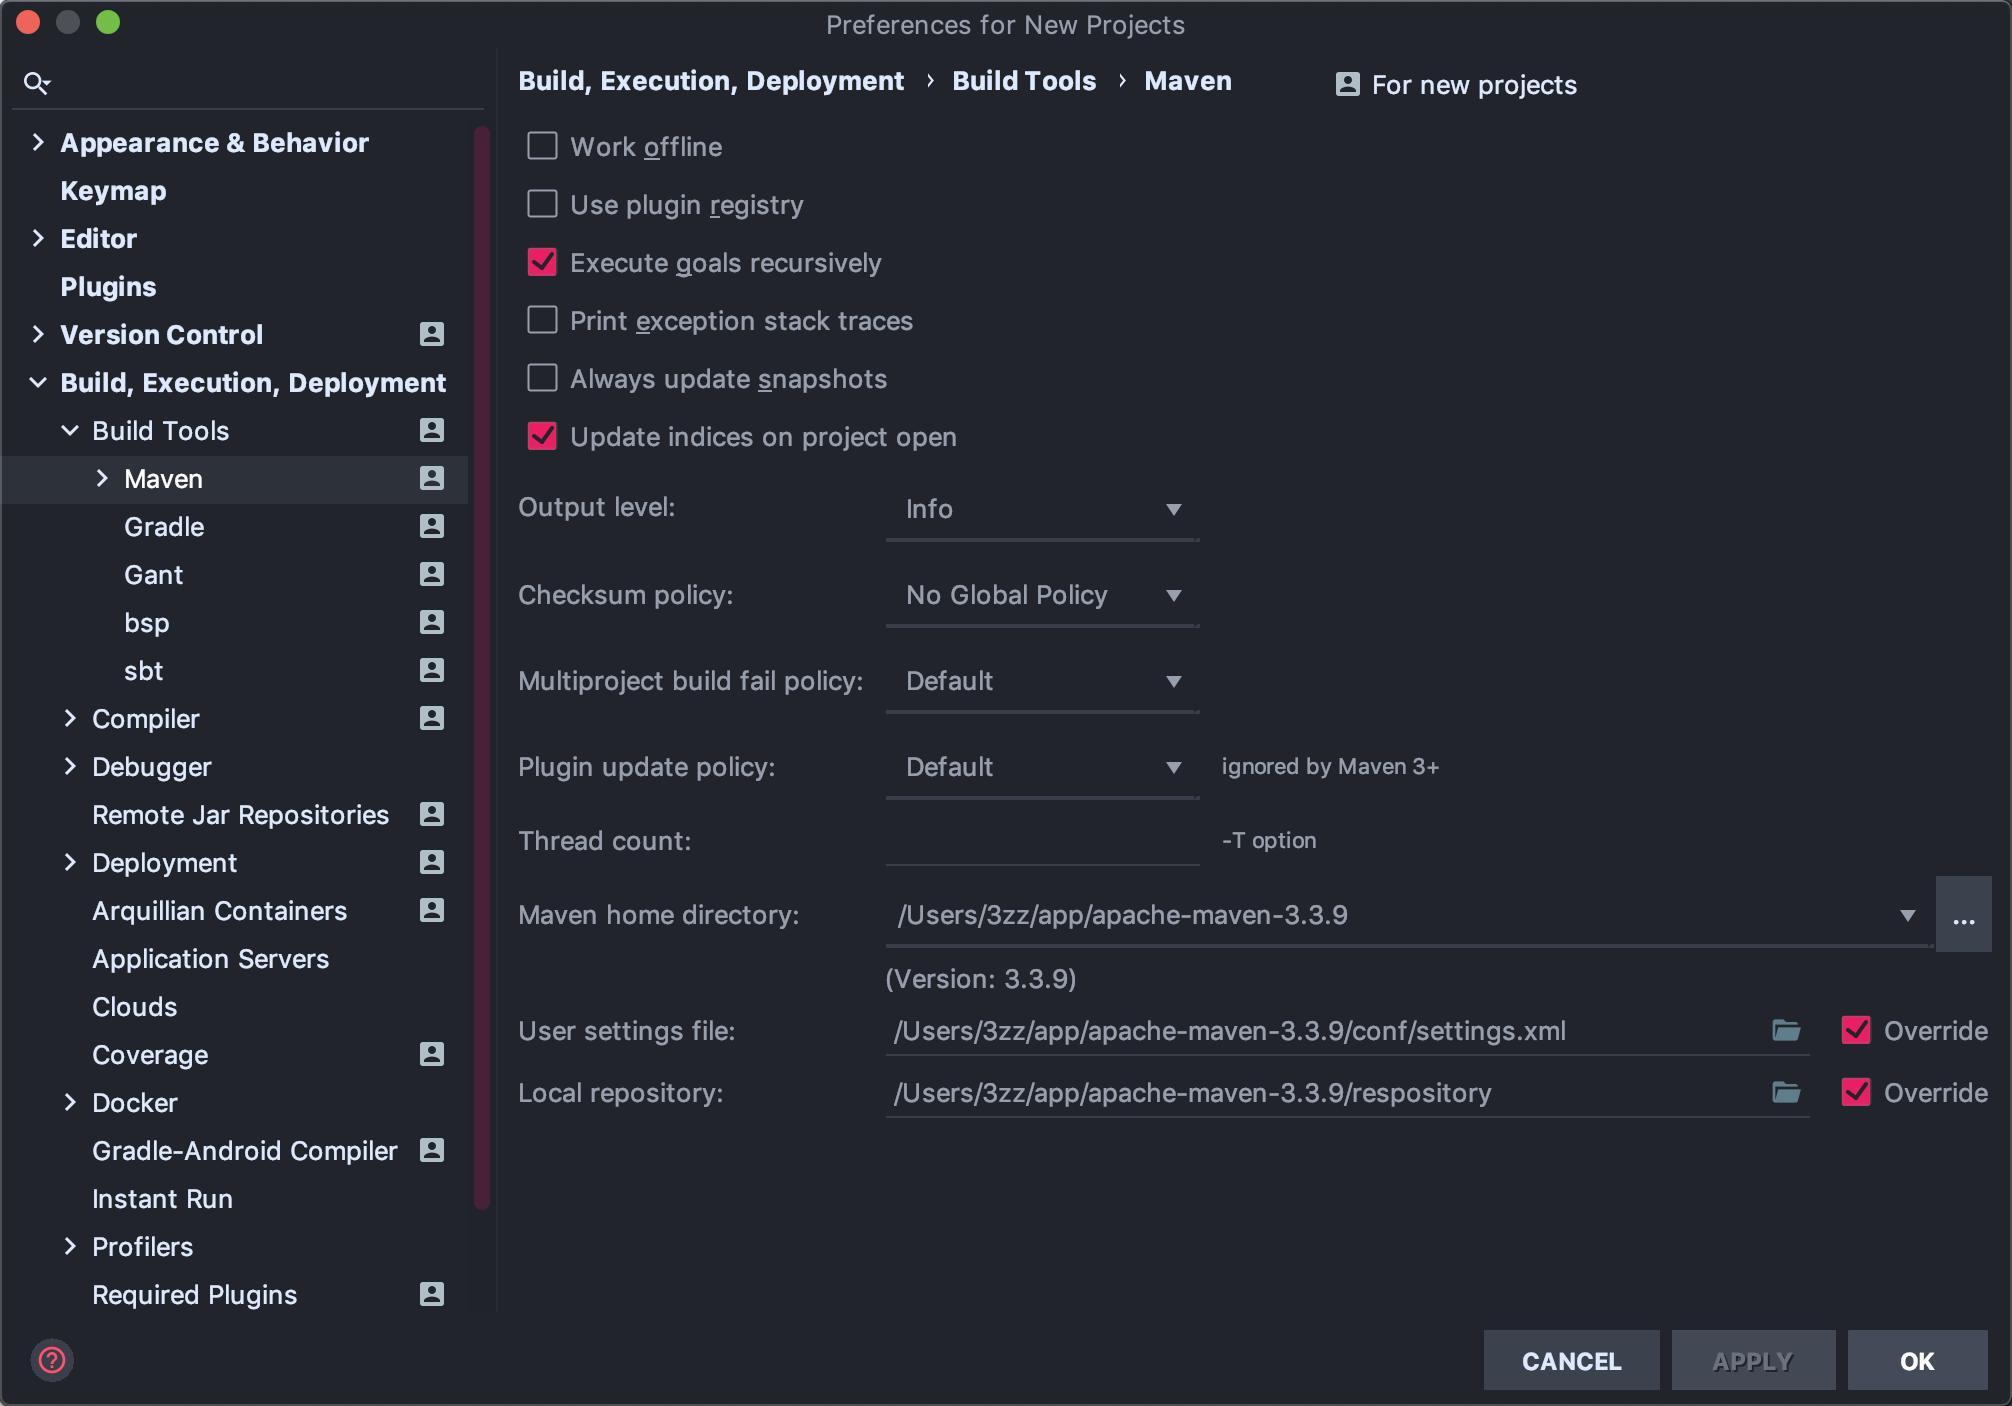 Preferences for New Projects
Appearance & Behavior
Keymap
Editor
Plugins
Version Control
Build, Execution, Deployment
Build Tools
Maven
Gradle
Gant
bsp
sbt
Compiler
Debugger
Remote Jar Repositories
Deployment
Arquillian Containers
Application Servers
Clouds
Coverage
Docker
Gradle-Android Compiler
Instant Run
Profilers
Required Plugins
Build, Execution, Deployment › Build Tools › Maven
For new projects
Work offline
Use plugin registry
Execute goals recursively
Print exception stack traces
Always update snapshots
Update indices on project open
Output level: Info
Checksum policy: No Global Policy
Multiproject build fail policy: Default
Plugin update policy: Default ignored by Maven 3+
Thread count: -T option
Maven home directory: /Users/3zz/app/apache-maven-3.3.9 ...
(Version: 3.3.9)
User settings file: /Users/3zz/app/apache-maven-3.3.9/conf/settings.xml Override
Local repository: /Users/3zz/app/apache-maven-3.3.9/respository Override
?
CANCEL APPLY OK